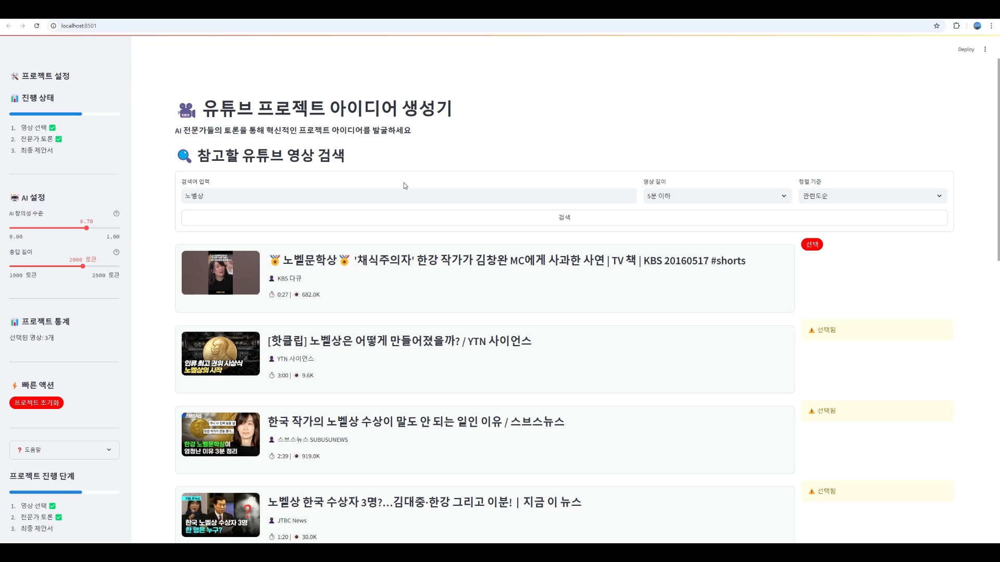 localhost:8501
Deploy
프로젝트 설정
진행 상태
1. 영상 선택
2. 전문가 토론
3. 최종 제안서
AI 설정
AI 창의성 수준
0.70
0.00 1.00
응답 길이
2000 토큰
1000 토큰 2500 토큰
프로젝트 통계
선택된 영상: 3개
빠른 액션
프로젝트 초기화
도움말
프로젝트 진행 단계
1. 영상 선택
2. 전문가 토론
3. 최종 제안서
유튜브 프로젝트 아이디어 생성기
AI 전문가들의 토론을 통해 혁신적인 프로젝트 아이디어를 발굴하세요
참고할 유튜브 영상 검색
검색어 입력
노벨상
영상 길이
5분 이하
정렬 기준
관련도순
검색
노벨문학상 '채식주의자' 한강 작가가 김창완 MC에게 사과한 사연 | TV 책 | KBS 20160517 #shorts
KBS 다큐
0:27 | 682.0K
선택
인류 최고 권위 시상식
노벨상의 시작
[핫클립] 노벨상은 어떻게 만들어졌을까? / YTN 사이언스
YTN 사이언스
3:00 | 9.6K
선택됨
스브스뉴스
한강 노벨문학상이
엄청난 이유 3분 정리
한국 작가의 노벨상 수상이 말도 안 되는 일인 이유 / 스브스뉴스
스브스뉴스 SUBUSUNEWS
2:39 | 919.0K
선택됨
지금, 이 뉴스
한국 노벨상 수상자 3명
한 명은 누구?
노벨상 한국 수상자 3명?...김대중·한강 그리고 이분! | 지금 이 뉴스
JTBC News
1:20 | 30.0K
선택됨